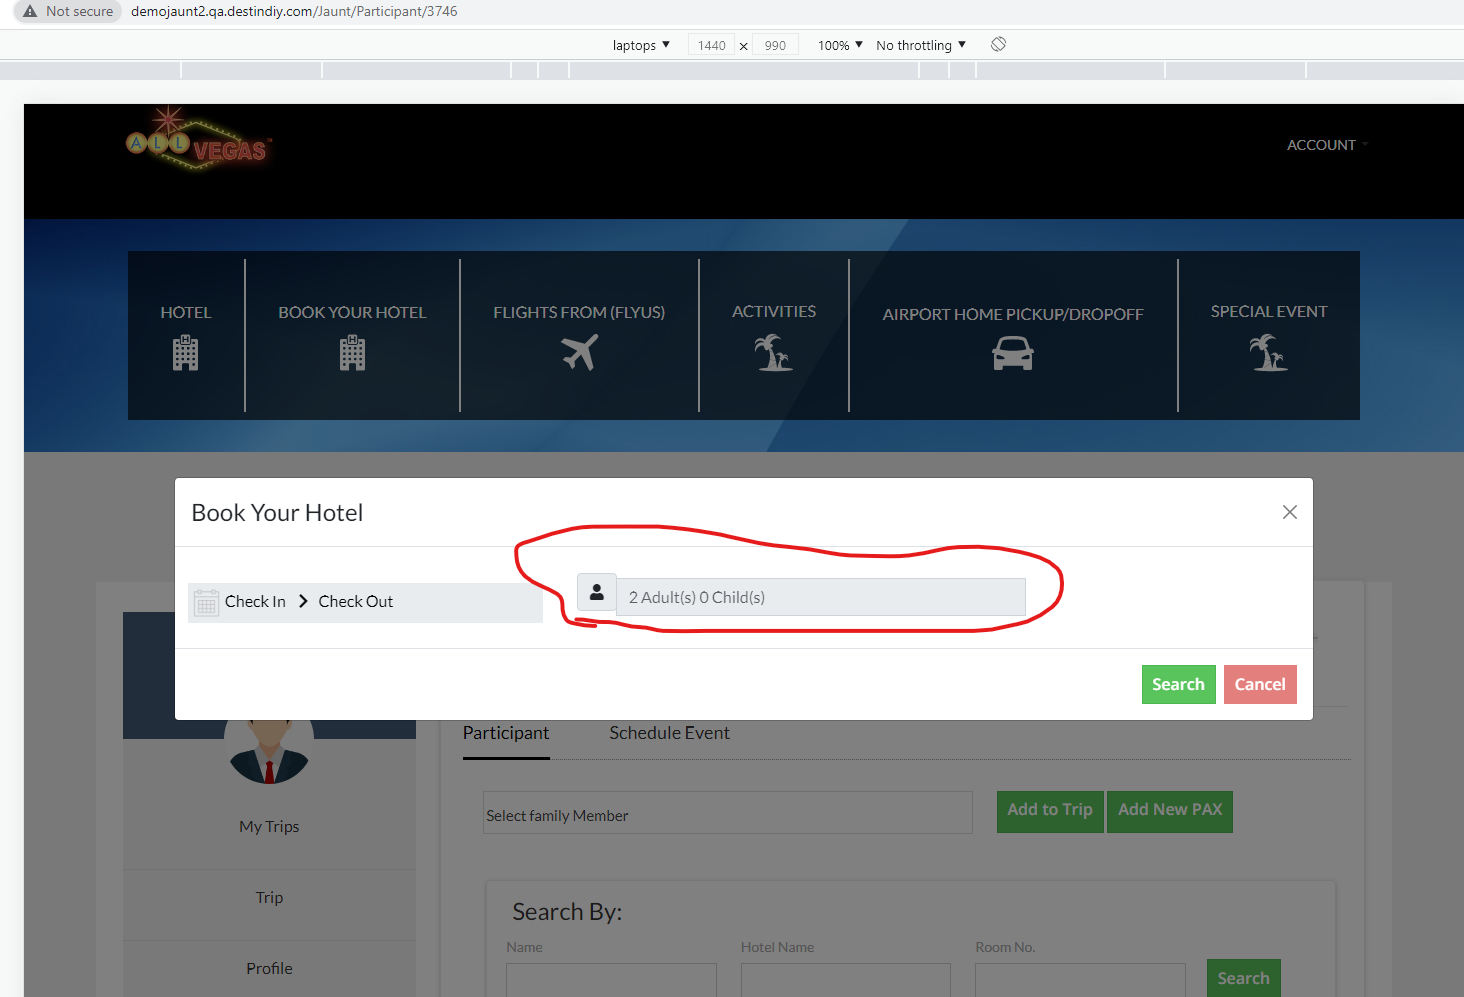 Not secure demojaunt2.qa.destindiy.com/Jaunt/Participant/3746
laptops ▼ 1440 × 990 100% ▼ No throttling ▼
ALL VEGAS™
ACCOUNT
HOTEL
BOOK YOUR HOTEL
FLIGHTS FROM (FLYUS)
ACTIVITIES
AIRPORT HOME PICKUP/DROPOFF
SPECIAL EVENT
Book Your Hotel
Check In > Check Out
2 Adult(s) 0 Child(s)
Search Cancel
Participant Schedule Event
Select family Member
Add to Trip Add New PAX
My Trips
Trip
Profile
Search By:
Name Hotel Name Room No.
Search